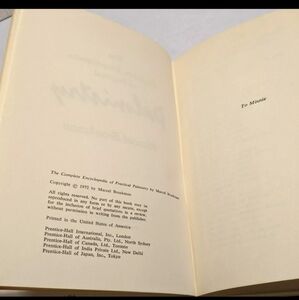 The Complete Encyclopedia of Practical Palmistry by Marcel Broekman
Copyright © 1972 by Marcel Broekman
All rights reserved. No part of this book may be
reproduced in any form or by any means, except
for the inclusion of brief quotations in a review,
without permission in writing from the publisher.
Printed in the United States of America
Prentice-Hall International, Inc., London
Prentice-Hall of Australia, Pty. Ltd., North Sydney
Prentice-Hall of Canada, Ltd., Toronto
Prentice-Hall of India Private Ltd., New Delhi
Prentice-Hall of Japan, Inc., Tokyo
To Minnie